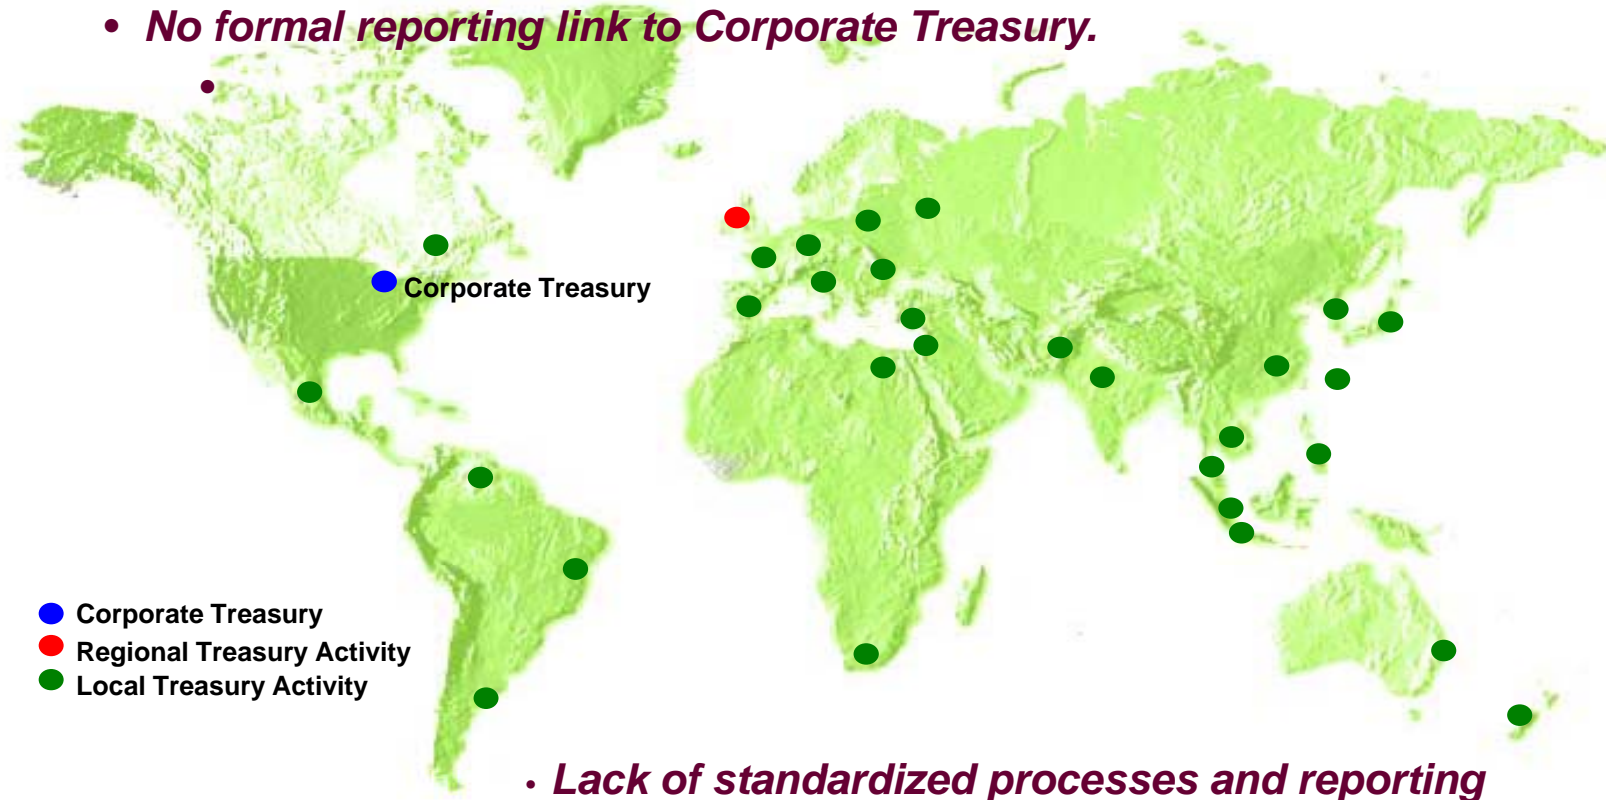 • No formal reporting link to Corporate Treasury.
•
Corporate Treasury
Corporate Treasury
Regional Treasury Activity
Local Treasury Activity
• Lack of standardized processes and reporting